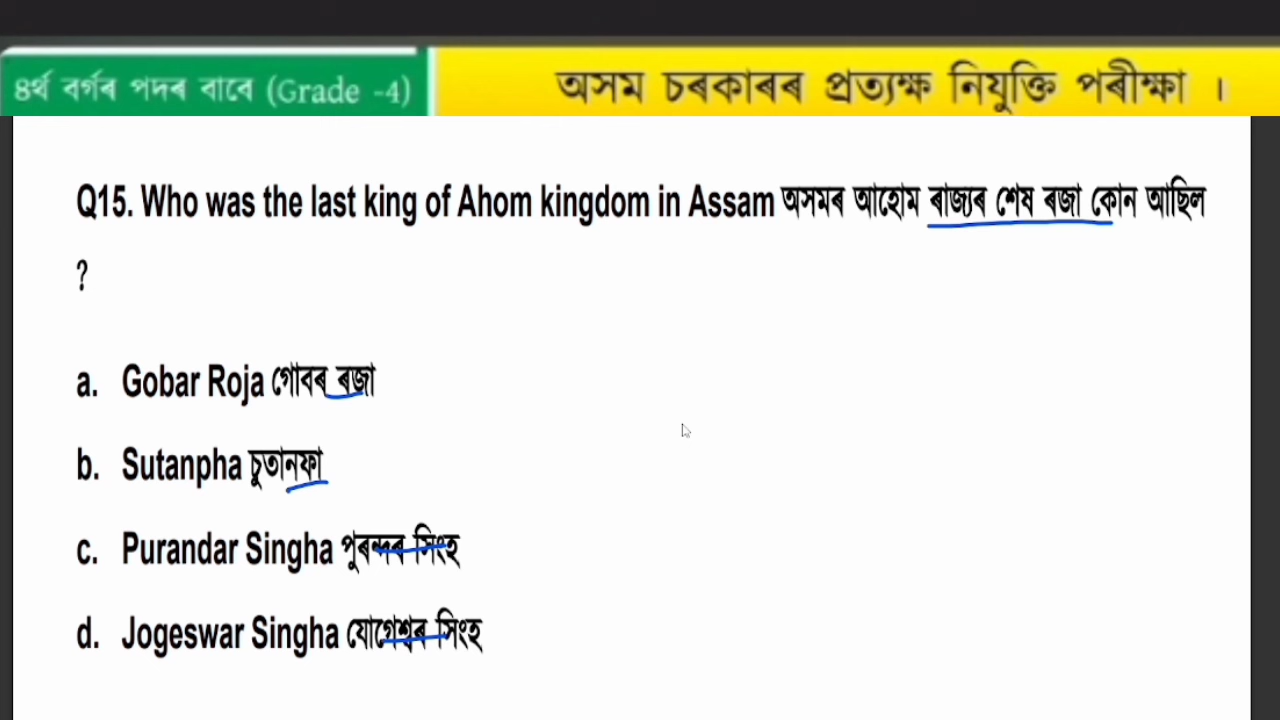 ৪ৰ্থ বৰ্গৰ পদৰ বাবে (Grade -4)
অসম চৰকাৰৰ প্ৰত্যক্ষ নিযুক্তি পৰীক্ষা ।
Q15. Who was the last king of Ahom kingdom in Assam অসমৰ আহোম ৰাজ্যৰ শেষ ৰজা কোন আছিল
?
a. Gobar Roja গোবৰ ৰজা
b. Sutanpha চুতানফা
c. Purandar Singha পুৰন্দৰ সিংহ
d. Jogeswar Singha যোগেশ্বৰ সিংহ